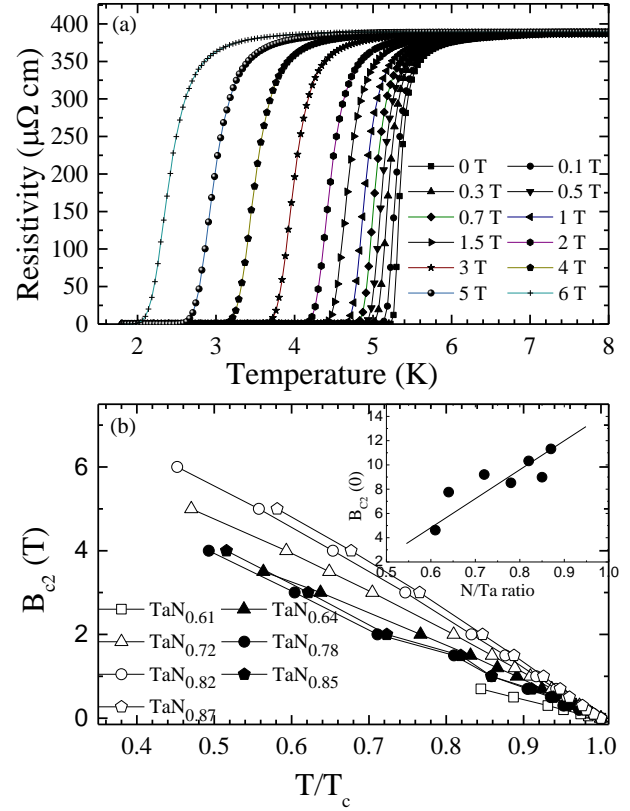 (a)
400
350
300
250
200
150
100
50
0
Resistivity (μΩ cm)
0 T 0.1 T
0.3 T 0.5 T
0.7 T 1 T
1.5 T 2 T
3 T 4 T
5 T 6 T
2 3 4 5 6 7 8
Temperature (K)
(b)
6
4
2
0
B_c2 (T)
14
12
10
8
6
4
2
B_C2 (0)
0.5 0.6 0.7 0.8 0.9 1.0
N/Ta ratio
TaN_0.61 TaN_0.64
TaN_0.72 TaN_0.78
TaN_0.82 TaN_0.85
TaN_0.87
0.4 0.5 0.6 0.7 0.8 0.9 1.0
T/T_c